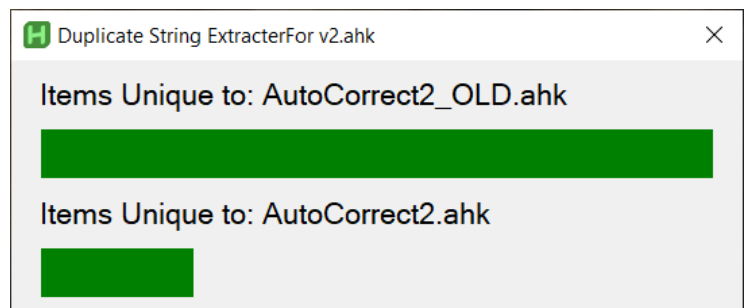 H Duplicate String ExtracterFor v2.ahk
Items Unique to: AutoCorrect2_OLD.ahk
Items Unique to: AutoCorrect2.ahk